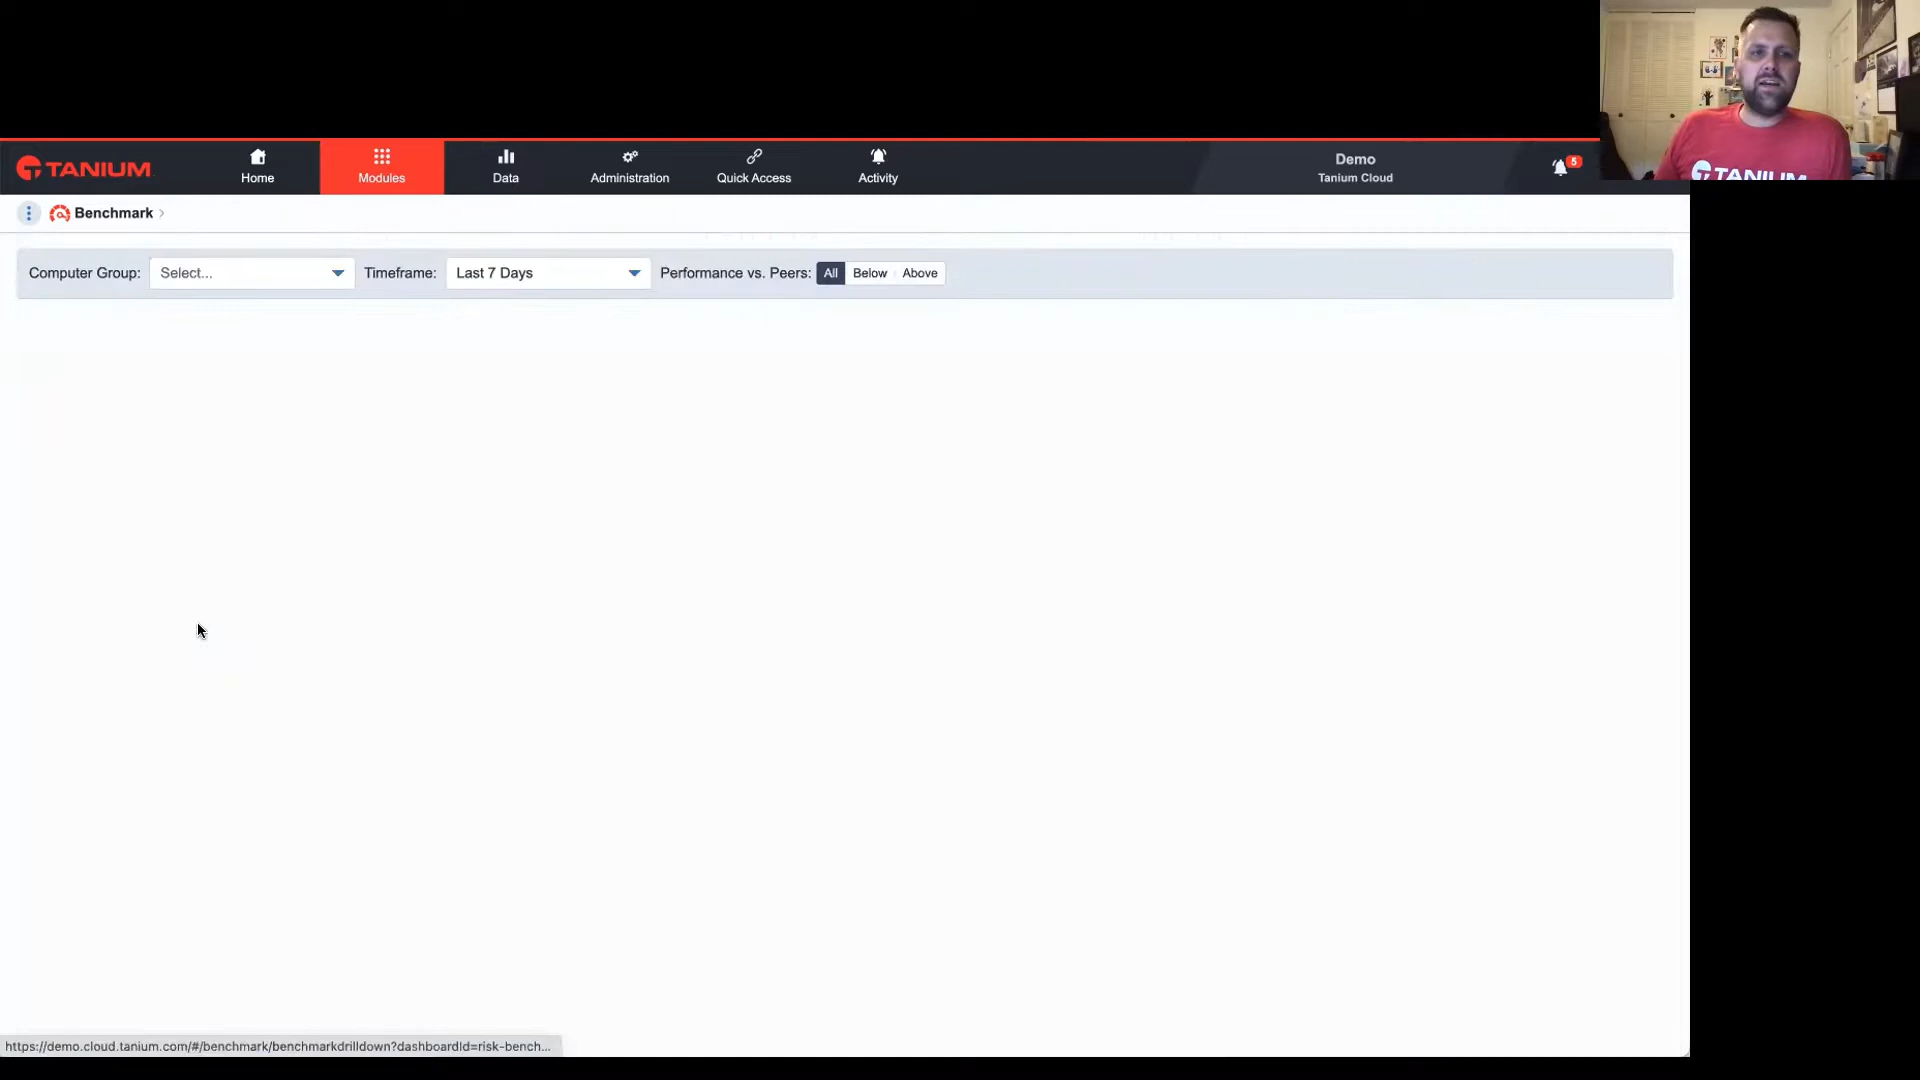 TANIUM
Home
Modules
Data
Administration
Quick Access
Activity
Demo
Tanium Cloud
5
TANIUM
Benchmark
Computer Group: Select... Timeframe: Last 7 Days Performance vs. Peers: All Below Above
https://demo.cloud.tanium.com/#/benchmark/benchmarkdrilldown?dashboardId=risk-bench...